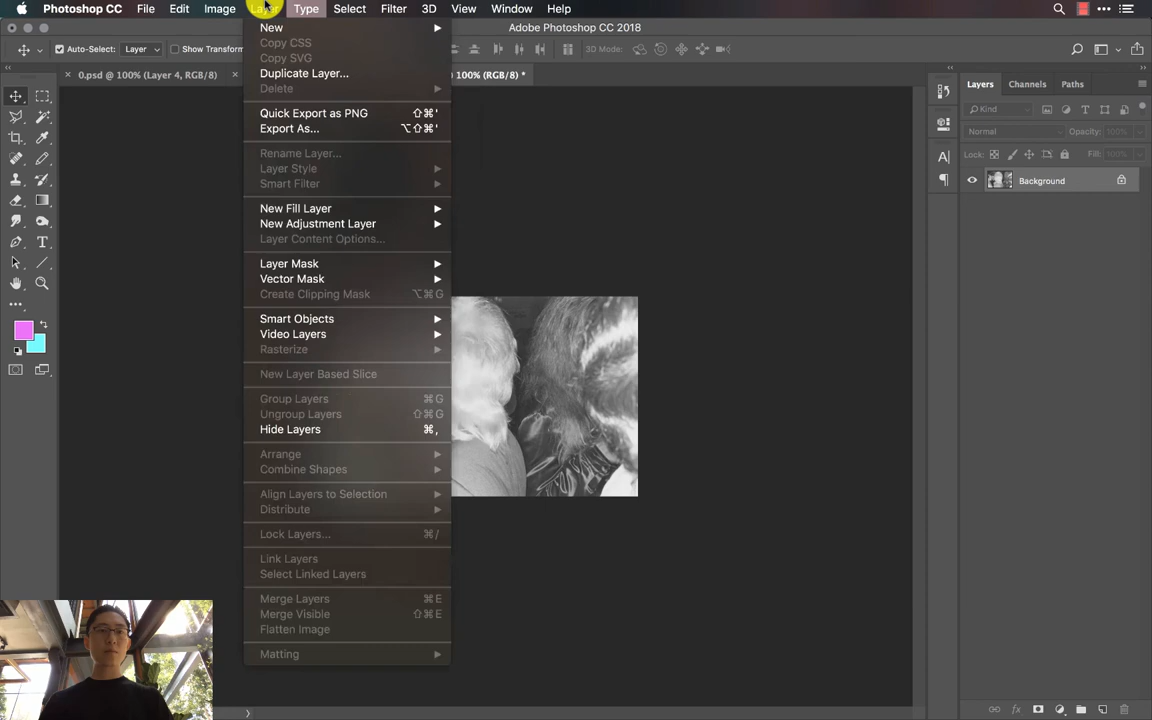 Photoshop CC File Edit Image Layer Type Select Filter 3D View Window Help
Adobe Photoshop CC 2018
Auto-Select: Layer Show Transform 3D Mode:
× 0.psd @ 100% (Layer 4, RGB/8) × @ 100% (RGB/8) *
New
Copy CSS
Copy SVG
Duplicate Layer...
Delete
Quick Export as PNG ⇧⌘'
Export As... ⌥⇧⌘'
Rename Layer...
Layer Style
Smart Filter
New Fill Layer
New Adjustment Layer
Layer Content Options...
Layer Mask
Vector Mask
Create Clipping Mask ⌥⌘G
Smart Objects
Video Layers
Rasterize
New Layer Based Slice
Group Layers ⌘G
Ungroup Layers ⇧⌘G
Hide Layers ⌘,
Arrange
Combine Shapes
Align Layers to Selection
Distribute
Lock Layers... ⌘/
Link Layers
Select Linked Layers
Merge Layers ⌘E
Merge Visible ⇧⌘E
Flatten Image
Matting
Layers Channels Paths
Kind
Normal Opacity: 100%
Lock: Fill: 100%
Background